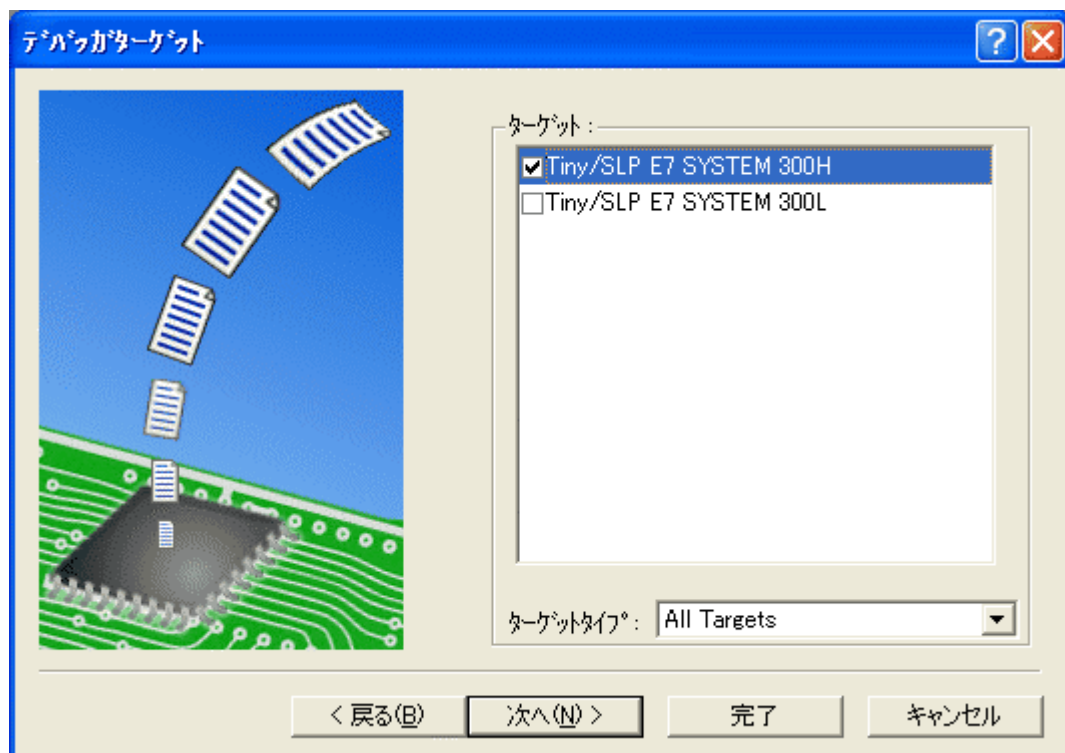 ﾃﾞﾊﾞｯｶﾞﾀｰｹﾞｯﾄ
ﾀｰｹﾞｯﾄ :
Tiny/SLP E7 SYSTEM 300H
Tiny/SLP E7 SYSTEM 300L
ﾀｰｹﾞｯﾄﾀｲﾌﾟ : All Targets
< 戻る(B) 次へ(N) > 完了 キャンセル